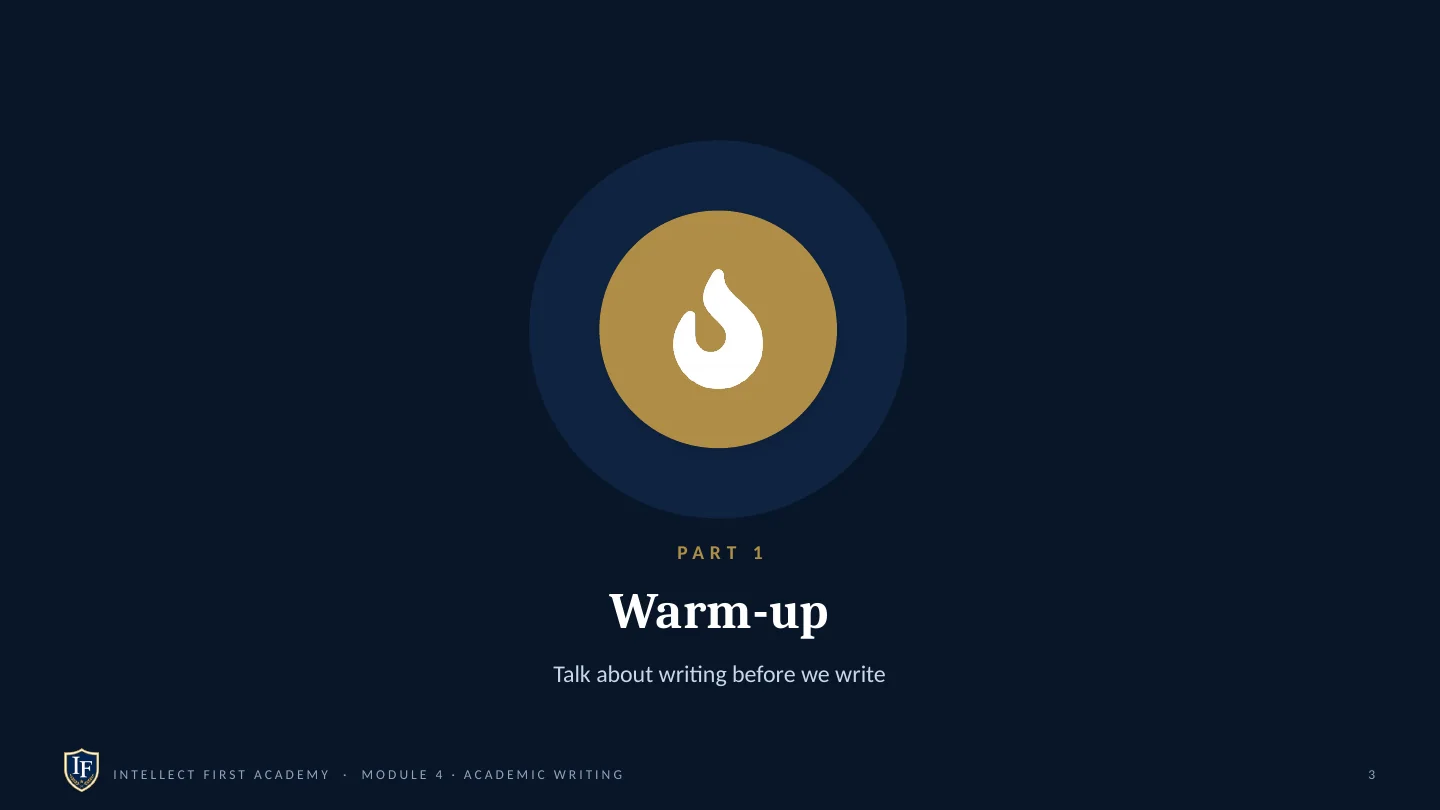 PART 1
Warm-up
Talk about writing before we write
IF
INTELLECT FIRST ACADEMY · MODULE 4 · ACADEMIC WRITING
3